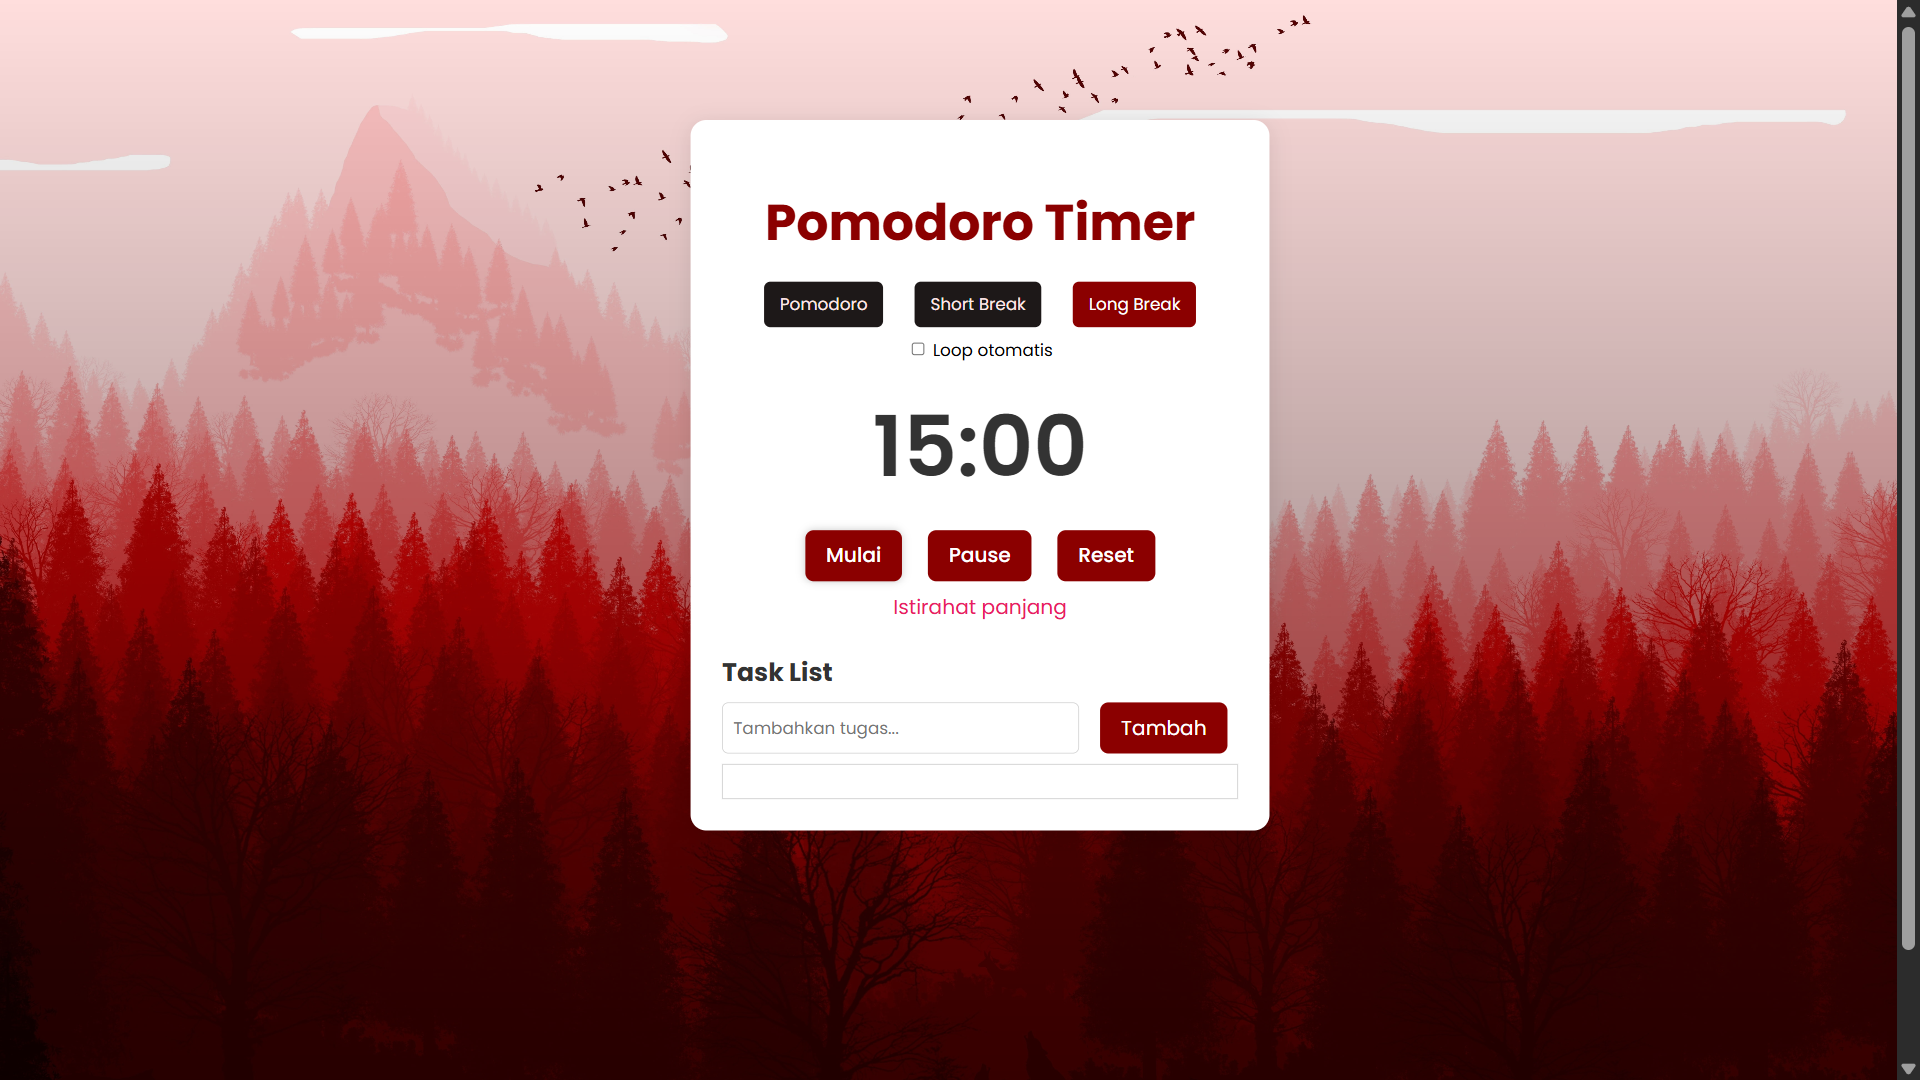 Pomodoro Timer
Pomodoro Short Break Long Break
Loop otomatis
15:00
Mulai Pause Reset
Istirahat panjang
Task List
Tambahkan tugas... Tambah